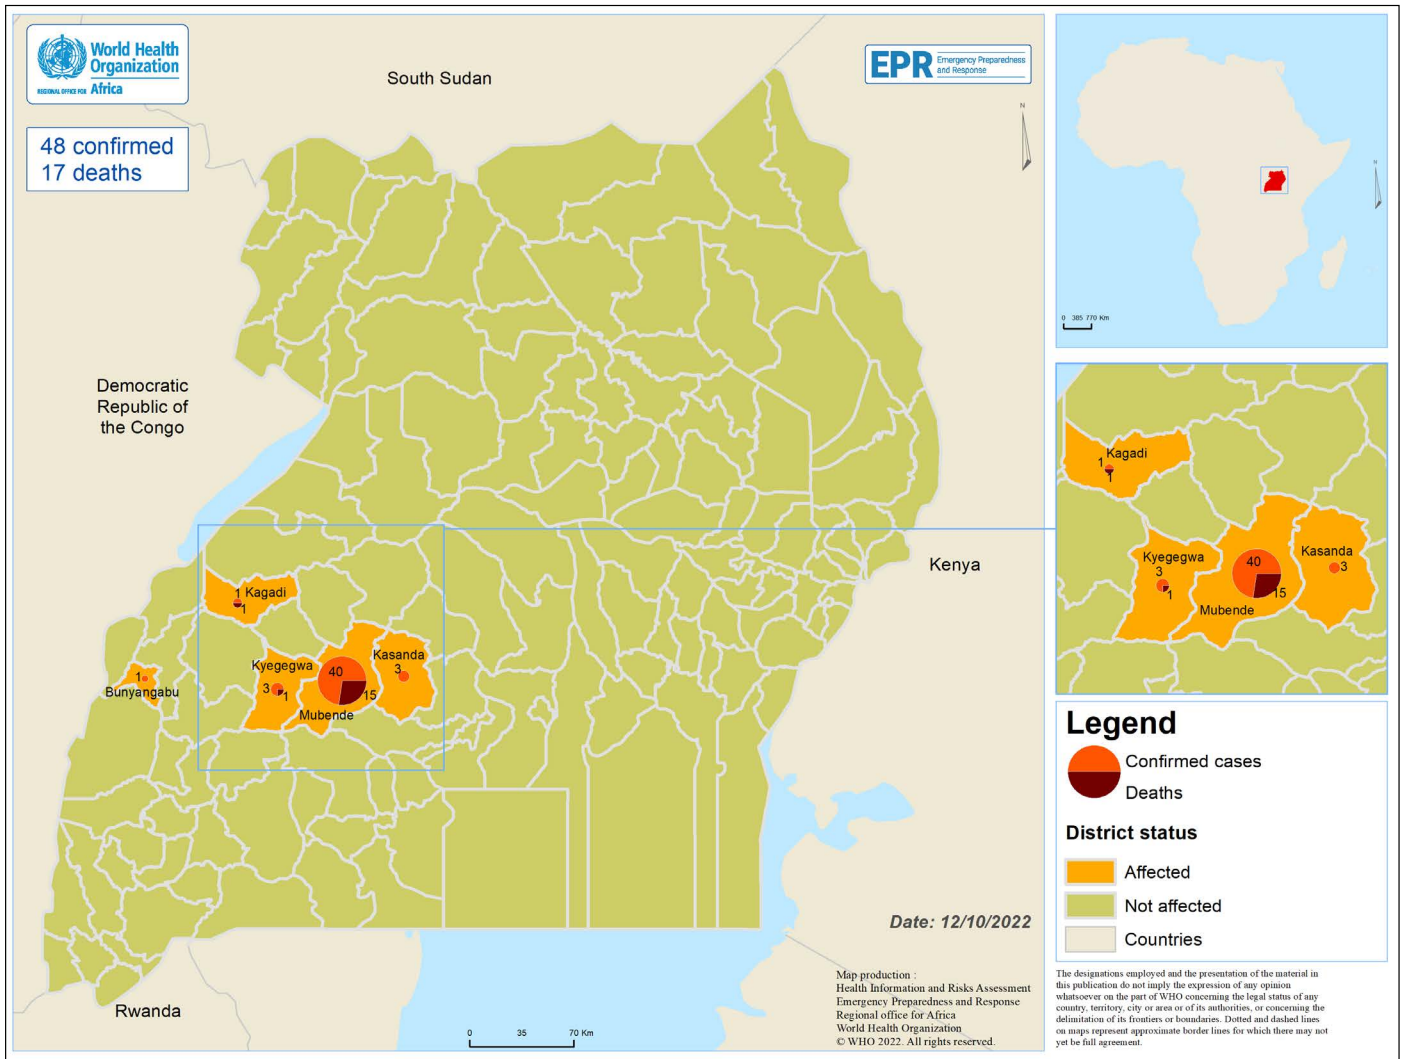 World Health
Organization
REGIONAL OFFICE FOR Africa
48 confirmed
17 deaths
South Sudan
EPR Emergency Preparedness
and Response
N
Democratic
Republic of
the Congo
Kenya
1 Kagadi
1
Kyegegwa
3
1
40
15
Mubende
Kasanda
3
1
Bunyangabu
Rwanda
0 35 70 Km
Date: 12/10/2022
Map production :
Health Information and Risks Assessment
Emergency Preparedness and Response
Regional office for Africa
World Health Organization
© WHO 2022. All rights reserved.
N
0 385 770 Km
Kagadi
1
1
Kyegegwa
3
1
40
15
Mubende
Kasanda
3
Legend
Confirmed cases
Deaths
District status
Affected
Not affected
Countries
The designations employed and the presentation of the material in
this publication do not imply the expression of any opinion
whatsoever on the part of WHO concerning the legal status of any
country, territory, city or area or of its authorities, or concerning the
delimitation of its frontiers or boundaries. Dotted and dashed lines
on maps represent approximate border lines for which there may not
yet be full agreement.